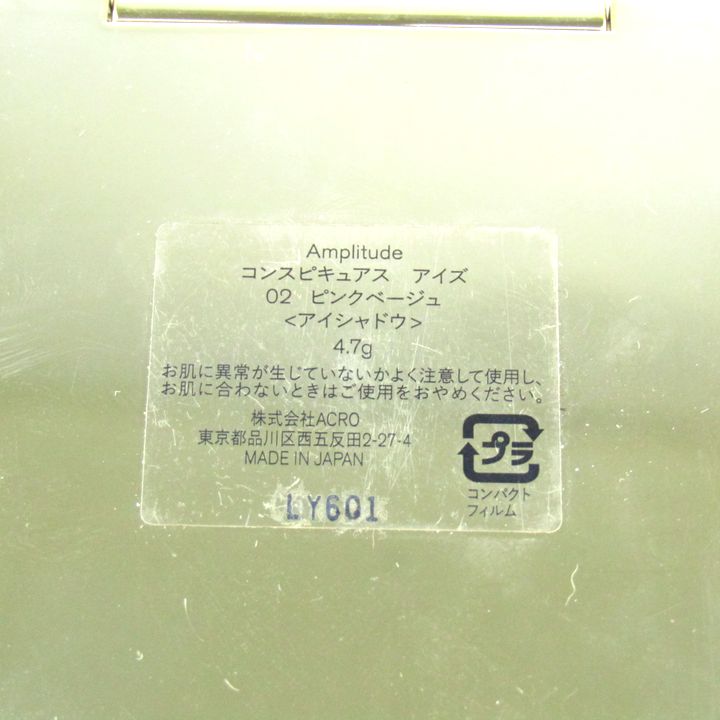 Amplitude
コンスピキュアス アイズ
02 ピンクベージュ
<アイシャドウ>
4.7g
お肌に異常が生じていないかよく注意して使用し、
お肌に合わないときはご使用をおやめください。
株式会社ACRO
東京都品川区西五反田2-27-4
MADE IN JAPAN
プラ
コンパクト
フィルム
LY601